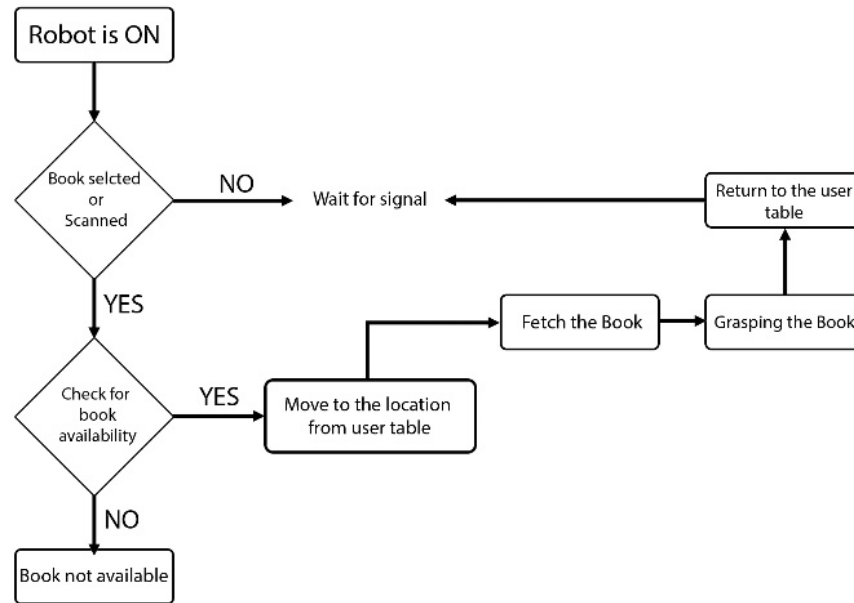 Robot is ON
Book selcted
or
Scanned
NO
Wait for signal
Return to the user
table
YES
Fetch the Book
Grasping the Book
Check for
book
availability
YES
Move to the location
from user table
NO
Book not available